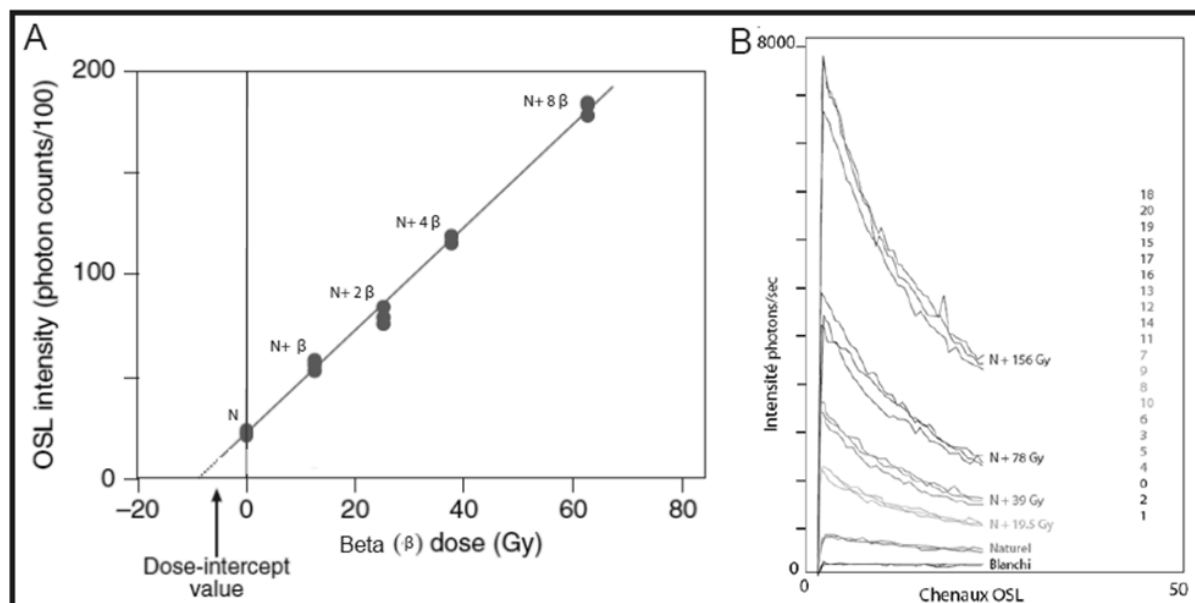 A
OSL intensity (photon counts/100)
200
100
0
N
N+ β
N+ 2 β
N+ 4 β
N+ 8 β
−20
0
20
40
60
80
Beta (β) dose (Gy)
Dose-intercept
value
B
8000
0
Intensité photons/sec
N + 156 Gy
N + 78 Gy
N + 39 Gy
N + 19.5 Gy
Naturel
Blanchi
18
20
19
15
17
16
13
12
14
11
7
9
8
10
6
3
5
4
0
2
1
Chenaux OSL
50